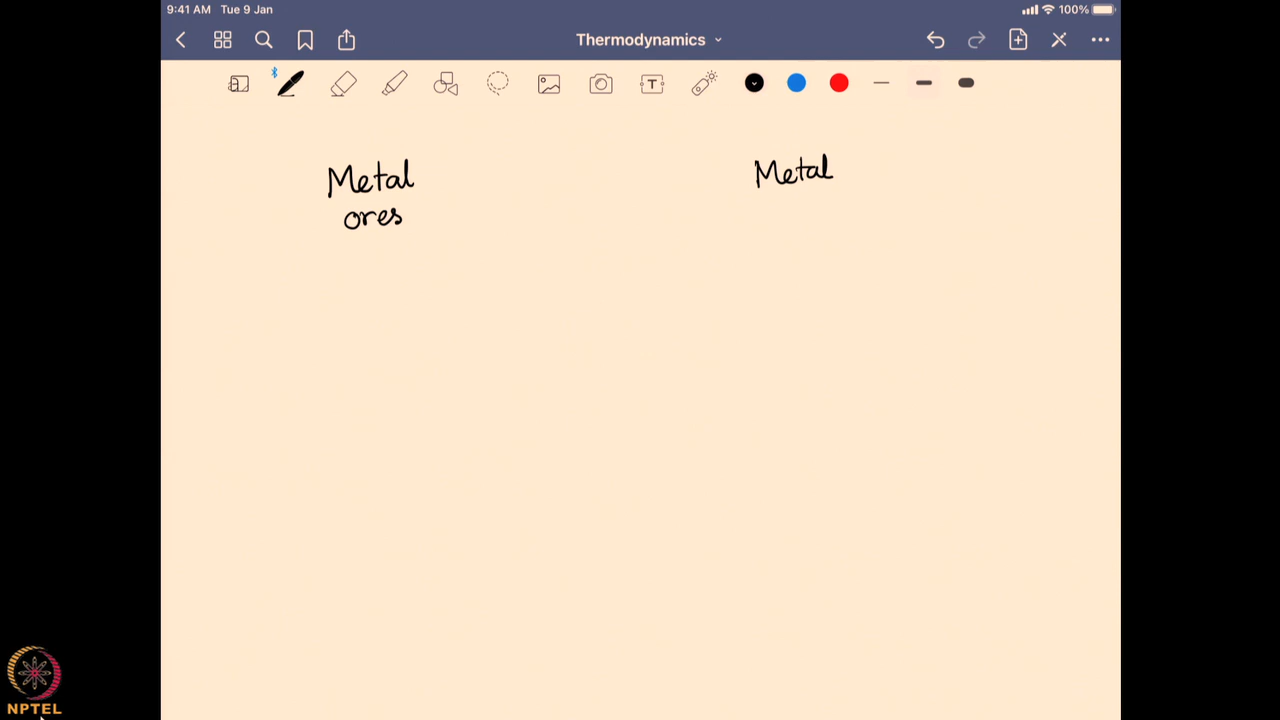 9:41 AM Tue 9 Jan
100%
Thermodynamics
T
Metal
ores
Metal
NPTEL